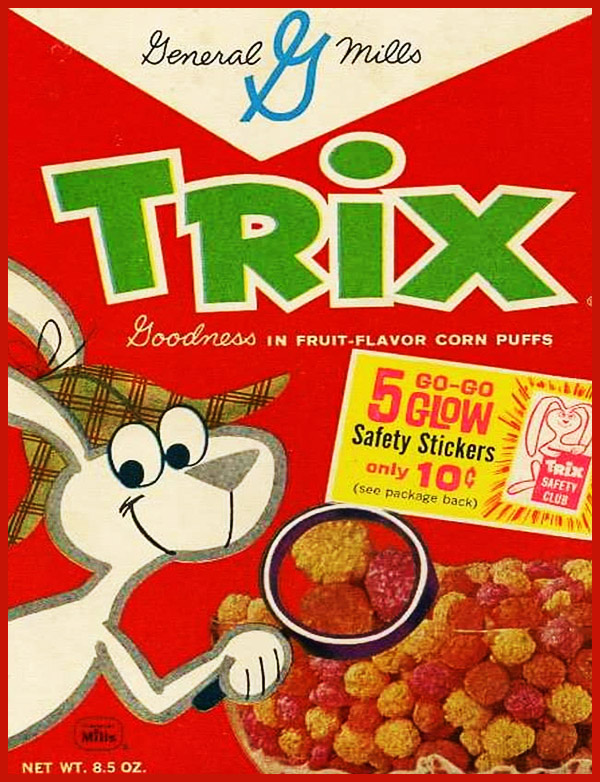 General G Mills
TRIX
Goodness IN FRUIT-FLAVOR CORN PUFFS
5 GO-GO
GLOW
Safety Stickers
only 10¢
(see package back)
TRIX
SAFETY
CLUB
Mills
NET WT. 8.5 OZ.